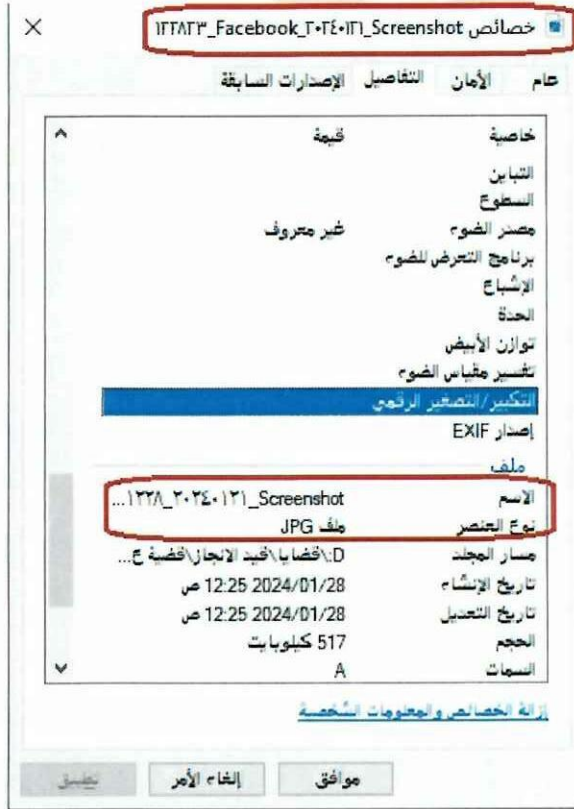 خصائص Screenshot_٢٠٢٤٠١٢١_١٢٢٨٢٣_Facebook
عام الأمان التفاصيل الإصدارات السابقة
خاصية قيمة
التباين
السطوع
مصدر الضوء غير معروف
برنامج التعرض للضوء
الإشباع
الحدة
توازن الأبيض
تفسير مقياس الضوء
التكبير/التصغير الرقمي
إصدار EXIF
ملف
الاسم Screenshot_٢٠٢٤٠١٢١_١٢٢٨...
نوع العنصر ملف JPG
مسار المجلد D:\قضايا\قيد الانجاز\قضية ع...
تاريخ الإنشاء 2024/01/28 12:25 ص
تاريخ التعديل 2024/01/28 12:25 ص
الحجم 517 كيلوبايت
السمات A
إزالة الخصائص والمعلومات الشخصية
موافق إلغاء الأمر تطبيق